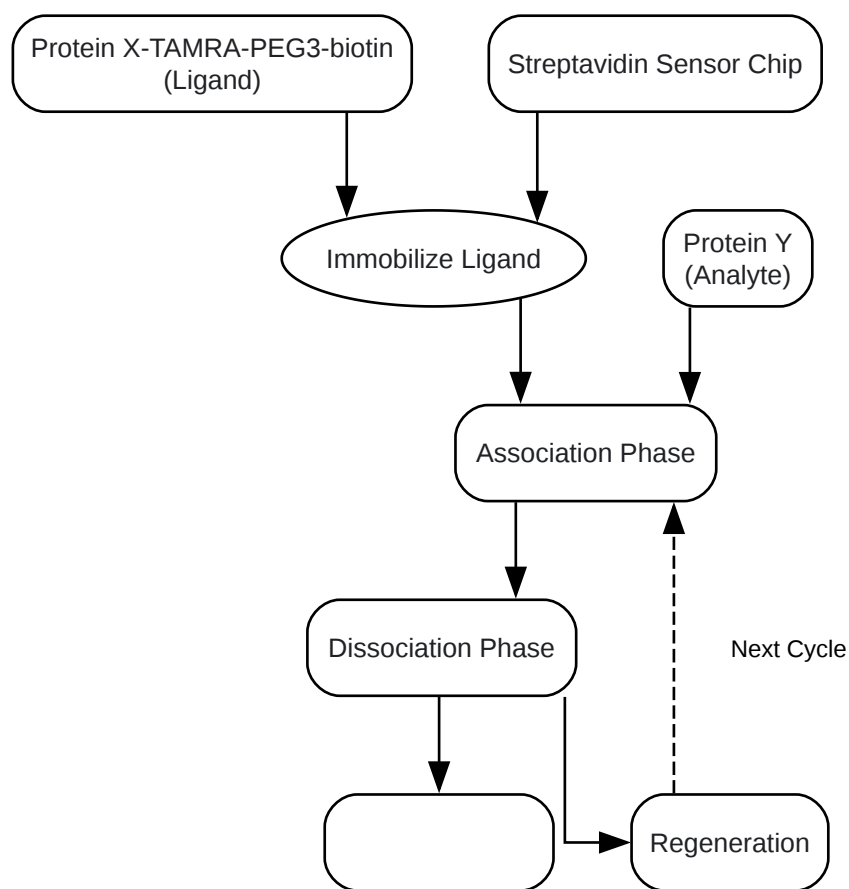 Protein X-TAMRA-PEG3-biotin
(Ligand)
Streptavidin Sensor Chip
Immobilize Ligand
Protein Y
(Analyte)
Association Phase
Dissociation Phase
Next Cycle
Regeneration